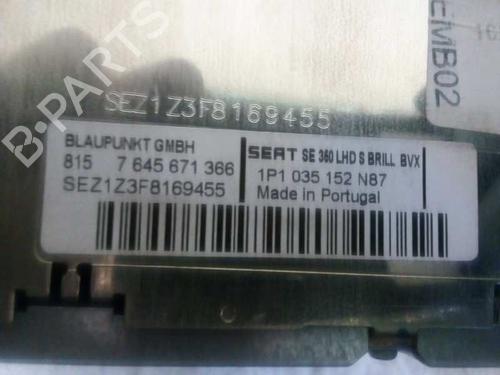 B-PARTS
EMB02
SEZ1Z3F8169455
BLAUPUNKT GMBH
815 7 645 671 366
SEZ1Z3F8169455
SEAT SE 360 LHD S BRILL BVX
1P1 035 152 N87
Made in Portugal